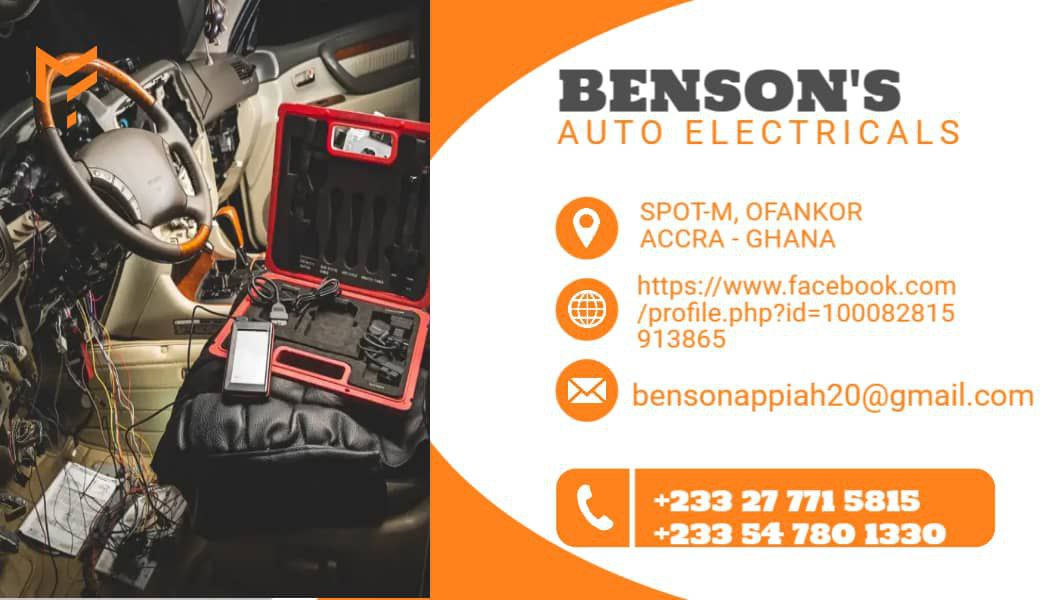 BENSON'S
AUTO ELECTRICALS
SPOT-M, OFANKOR
ACCRA - GHANA
https://www.facebook.com
/profile.php?id=100082815
913865
bensonappiah20@gmail.com
+233 27 771 5815
+233 54 780 1330